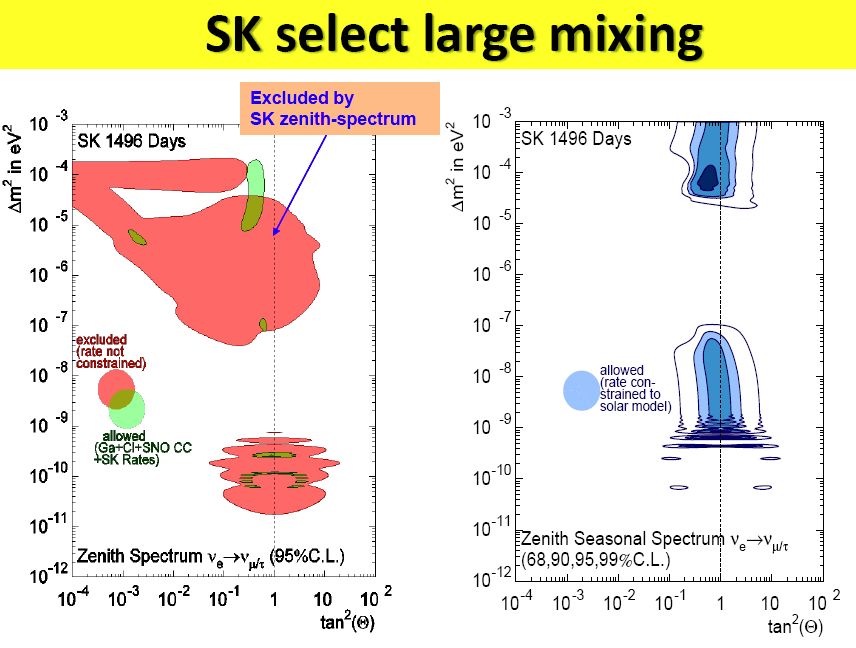 SK select large mixing
Excluded by
SK zenith-spectrum
Δm² in eV²
10⁻³
10⁻⁴
10⁻⁵
10⁻⁶
10⁻⁷
10⁻⁸
10⁻⁹
10⁻¹⁰
10⁻¹¹
10⁻¹²
SK 1496 Days
excluded
(rate not
constrained)
allowed
(Ga+Cl+SNO CC
+SK Rates)
Zenith Spectrum νe→νμ/τ (95%C.L.)
10⁻⁴ 10⁻³ 10⁻² 10⁻¹ 1 10 10²
tan²(Θ)
Δm² in eV²
10⁻³
10⁻⁴
10⁻⁵
10⁻⁶
10⁻⁷
10⁻⁸
10⁻⁹
10⁻¹⁰
10⁻¹¹
10⁻¹²
SK 1496 Days
allowed
(rate con-
strained to
solar model)
Zenith Seasonal Spectrum νe→νμ/τ
(68,90,95,99%C.L.)
10⁻⁴ 10⁻³ 10⁻² 10⁻¹ 1 10 10²
tan²(Θ)